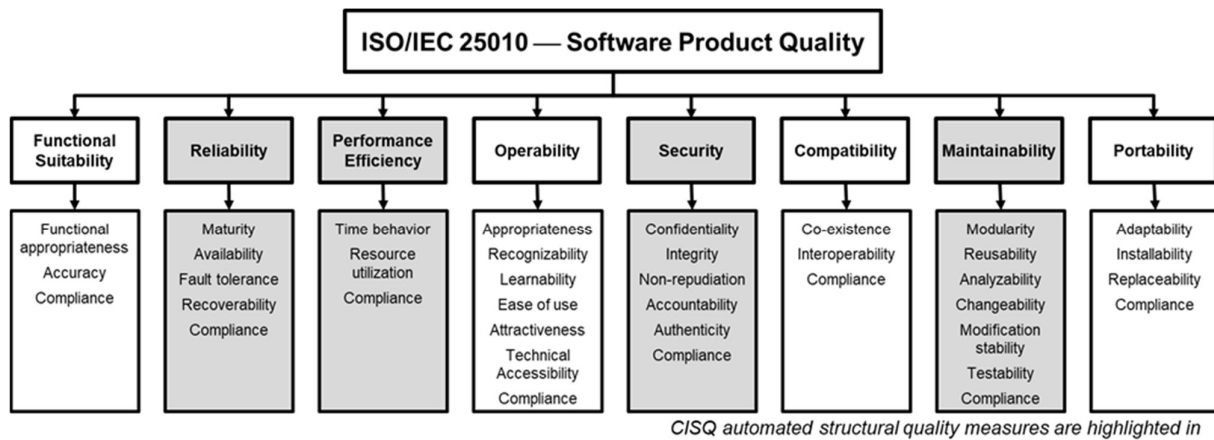 ISO/IEC 25010 — Software Product Quality
Functional
Suitability
Reliability
Performance
Efficiency
Operability
Security
Compatibility
Maintainability
Portability
Functional
appropriateness
Accuracy
Compliance
Maturity
Availability
Fault tolerance
Recoverability
Compliance
Time behavior
Resource
utilization
Compliance
Appropriateness
Recognizability
Learnability
Ease of use
Attractiveness
Technical
Accessibility
Compliance
Confidentiality
Integrity
Non-repudiation
Accountability
Authenticity
Compliance
Co-existence
Interoperability
Compliance
Modularity
Reusability
Analyzability
Changeability
Modification
stability
Testability
Compliance
Adaptability
Installability
Replaceability
Compliance
CISQ automated structural quality measures are highlighted in